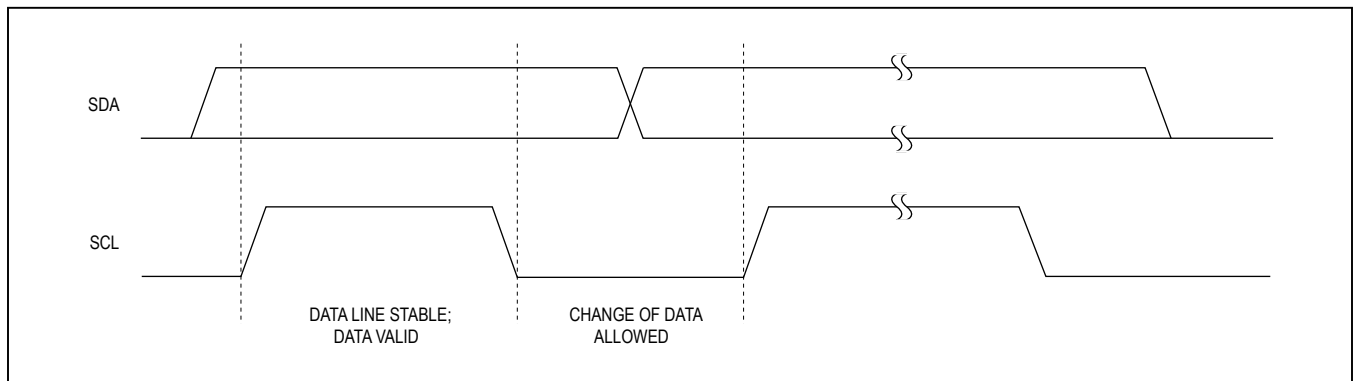 SDA
SCL
DATA LINE STABLE;
DATA VALID
CHANGE OF DATA
ALLOWED